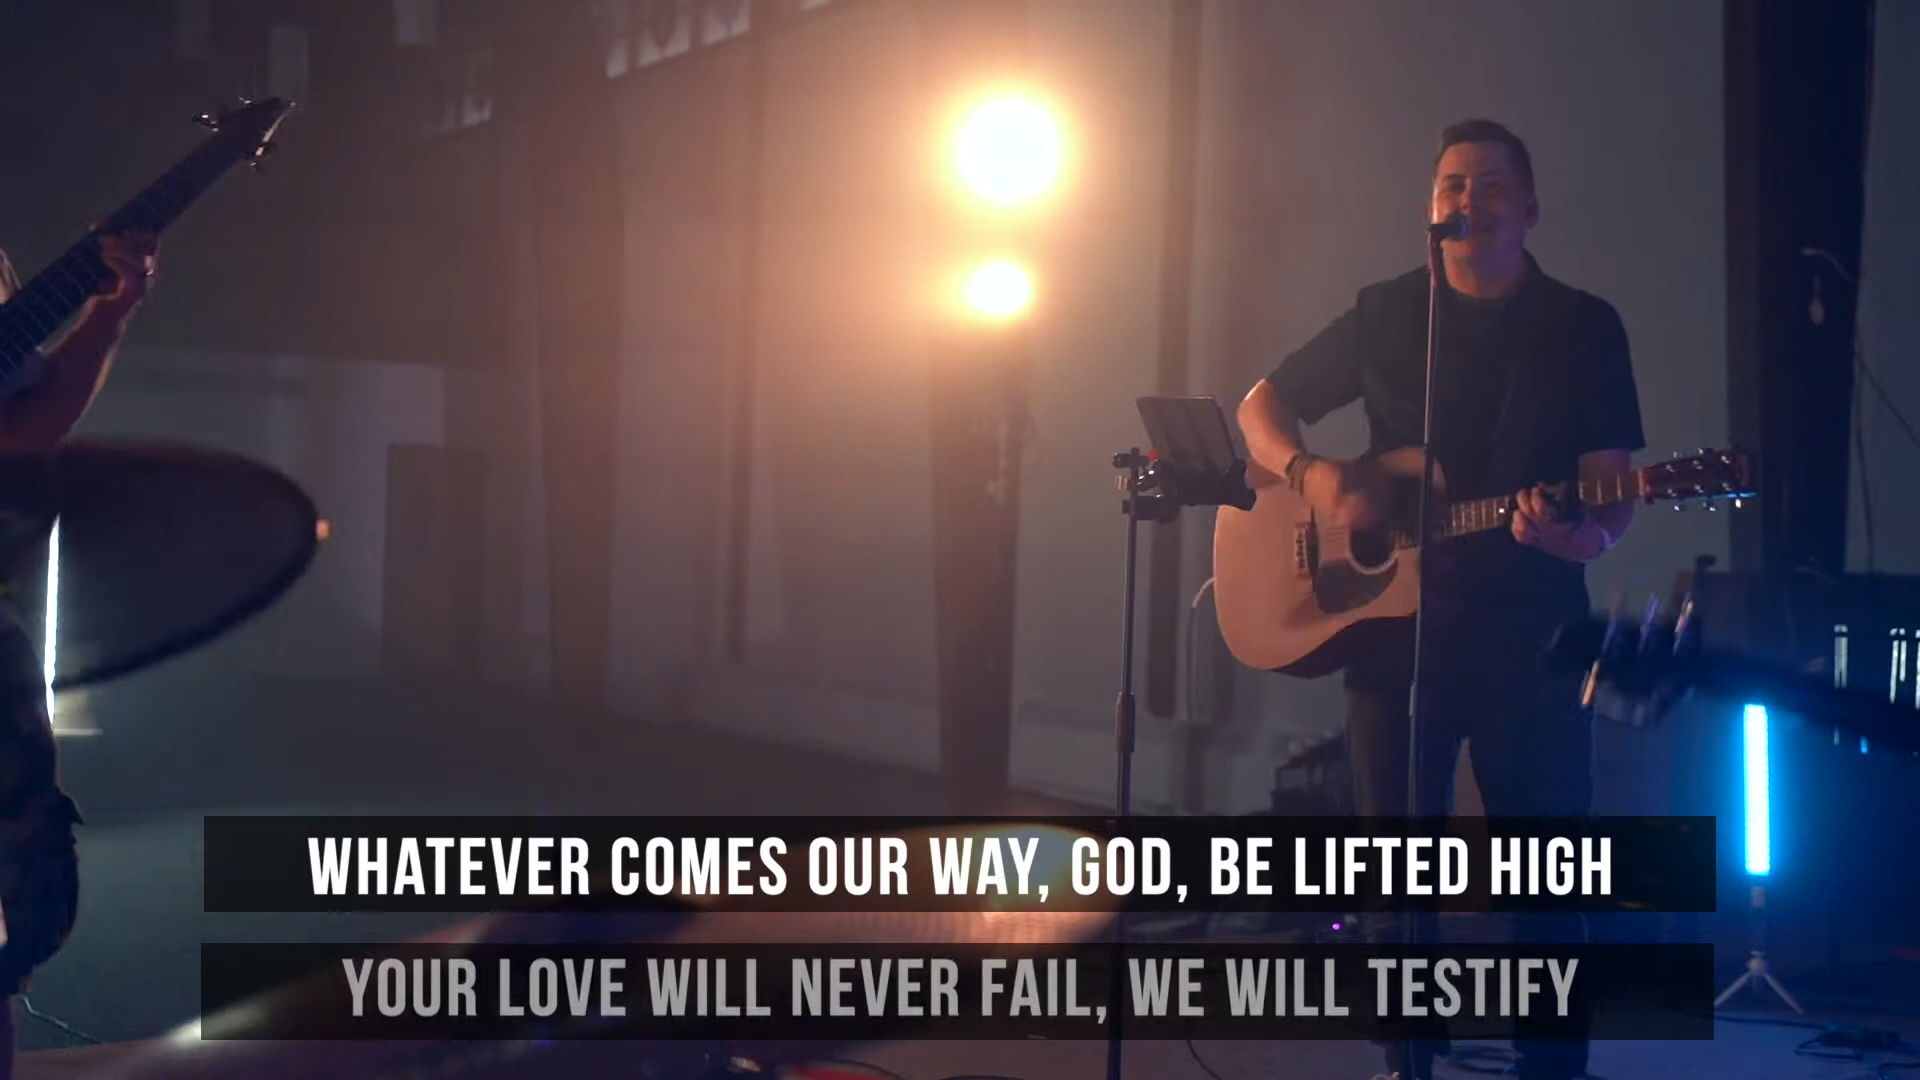 WHATEVER COMES OUR WAY, GOD, BE LIFTED HIGH
YOUR LOVE WILL NEVER FAIL, WE WILL TESTIFY